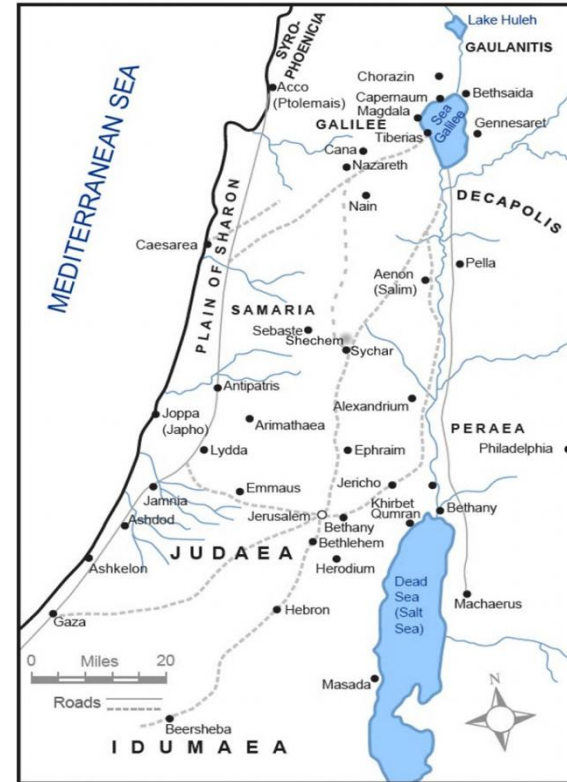 Lake Huleh
SYRO-
PHOENICIA
GAULANITIS
MEDITERRANEAN SEA
Chorazin
Acco
(Ptolemais)
Capernaum
Bethsaida
Magdala
GALILEE
Sea
Galilee
Tiberias
Gennesaret
Cana
Nazareth
Nain
DECAPOLIS
PLAIN OF SHARON
Caesarea
Pella
Aenon
(Salim)
SAMARIA
Sebaste
Shechem
Sychar
Antipatris
Alexandrium
Joppa
(Japho)
Arimathaea
PERAEA
Lydda
Ephraim
Philadelphia
Jericho
Emmaus
Jamnia
Khirbet
Qumran
Bethany
Jerusalem
Bethany
Ashdod
Bethlehem
JUDAEA
Herodium
Ashkelon
Dead
Sea
(Salt
Sea)
Machaerus
Hebron
Gaza
0 Miles 20
Roads
Masada
N
Beersheba
IDUMAEA